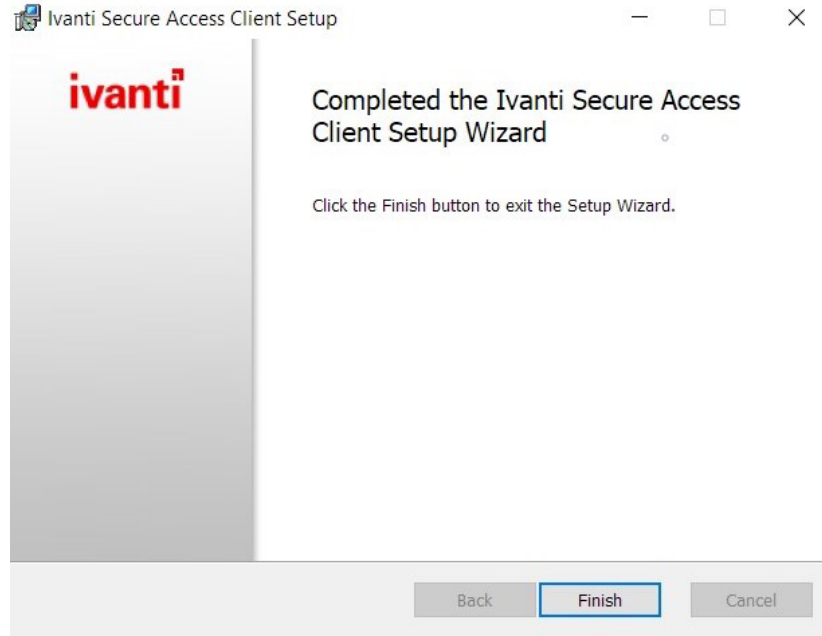 Ivanti Secure Access Client Setup
ivanti
Completed the Ivanti Secure Access
Client Setup Wizard
Click the Finish button to exit the Setup Wizard.
Back Finish Cancel